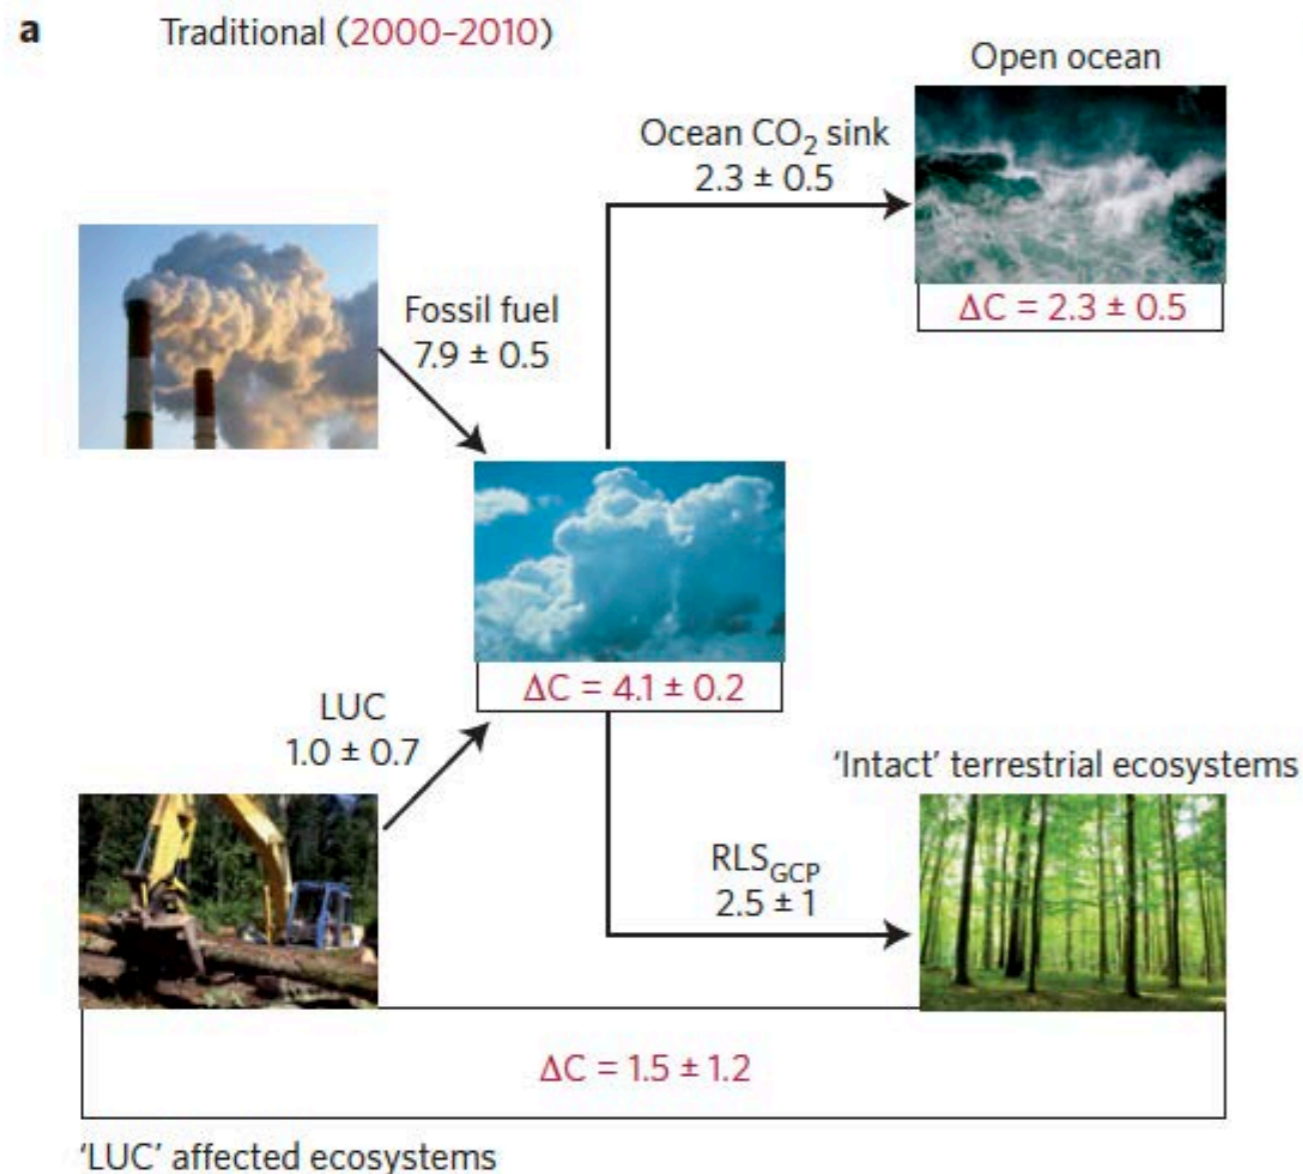 a Traditional (2000–2010)
Open ocean
Ocean CO₂ sink
2.3 ± 0.5
ΔC = 2.3 ± 0.5
Fossil fuel
7.9 ± 0.5
ΔC = 4.1 ± 0.2
LUC
1.0 ± 0.7
‘Intact’ terrestrial ecosystems
RLS_GCP
2.5 ± 1
ΔC = 1.5 ± 1.2
‘LUC’ affected ecosystems